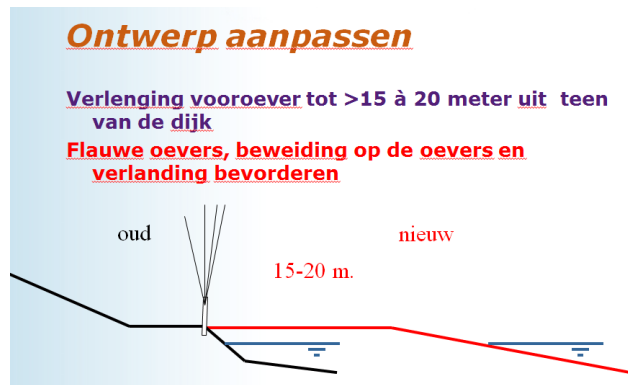 Ontwerp aanpassen
Verlenging vooroever tot >15 à 20 meter uit teen
van de dijk
Flauwe oevers, beweiding op de oevers en
verlanding bevorderen
oud
nieuw
15-20 m.